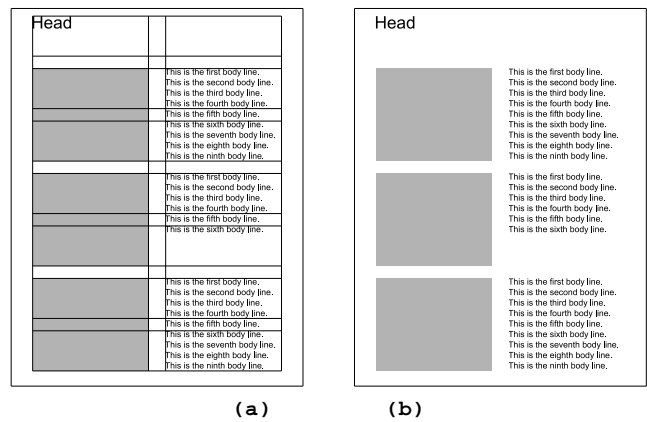 Head
This is the first body line.
This is the second body line.
This is the third body line.
This is the fourth body line.
This is the fifth body line.
This is the sixth body line.
This is the seventh body line.
This is the eighth body line.
This is the ninth body line.
This is the first body line.
This is the second body line.
This is the third body line.
This is the fourth body line.
This is the fifth body line.
This is the sixth body line.
This is the first body line.
This is the second body line.
This is the third body line.
This is the fourth body line.
This is the fifth body line.
This is the sixth body line.
This is the seventh body line.
This is the eighth body line.
This is the ninth body line.
(a)
Head
This is the first body line.
This is the second body line.
This is the third body line.
This is the fourth body line.
This is the fifth body line.
This is the sixth body line.
This is the seventh body line.
This is the eighth body line.
This is the ninth body line.
This is the first body line.
This is the second body line.
This is the third body line.
This is the fourth body line.
This is the fifth body line.
This is the sixth body line.
This is the first body line.
This is the second body line.
This is the third body line.
This is the fourth body line.
This is the fifth body line.
This is the sixth body line.
This is the seventh body line.
This is the eighth body line.
This is the ninth body line.
(b)